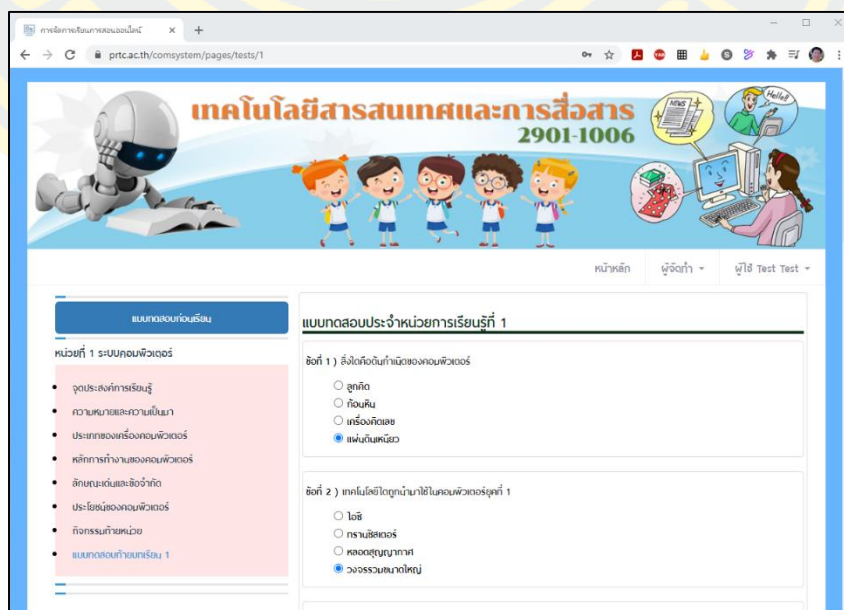 การจัดการเรียนการสอนออนไลน์
prtc.ac.th/comsystem/pages/tests/1
เทคโนโลยีสารสนเทศและการสื่อสาร
2901-1006
NEWS
Hello!
หน้าหลัก ผู้จัดทำ ผู้ใช้ Test Test
แบบทดสอบก่อนเรียน
หน่วยที่ 1 ระบบคอมพิวเตอร์
จุดประสงค์การเรียนรู้
ความหมายและความเป็นมา
ประเภทของเครื่องคอมพิวเตอร์
หลักการทำงานของคอมพิวเตอร์
ลักษณะเด่นและข้อจำกัด
ประโยชน์ของคอมพิวเตอร์
กิจกรรมท้ายหน่วย
แบบทดสอบท้ายบทเรียน 1
แบบทดสอบประจำหน่วยการเรียนรู้ที่ 1
ข้อที่ 1 ) สิ่งใดคือต้นกำเนิดของคอมพิวเตอร์
ลูกคิด
ก้อนหิน
เครื่องคิดเลข
แผ่นดินเหนียว
ข้อที่ 2 ) เทคโนโลยีใดถูกนำมาใช้ในคอมพิวเตอร์ยุคที่ 1
ไอซี
ทรานซิสเตอร์
หลอดสุญญากาศ
วงจรรวมขนาดใหญ่